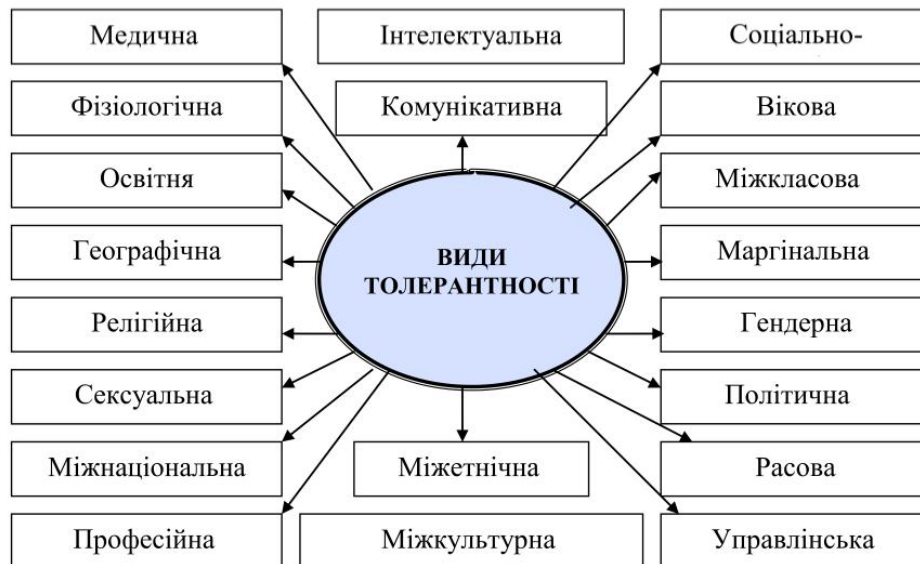 Медична
Інтелектуальна
Соціально-
Фізіологічна
Комунікативна
Вікова
Освітня
Міжкласова
Географічна
ВИДИ
ТОЛЕРАНТНОСТІ
Маргінальна
Релігійна
Гендерна
Сексуальна
Політична
Міжнаціональна
Міжетнічна
Расова
Професійна
Міжкультурна
Управлінська